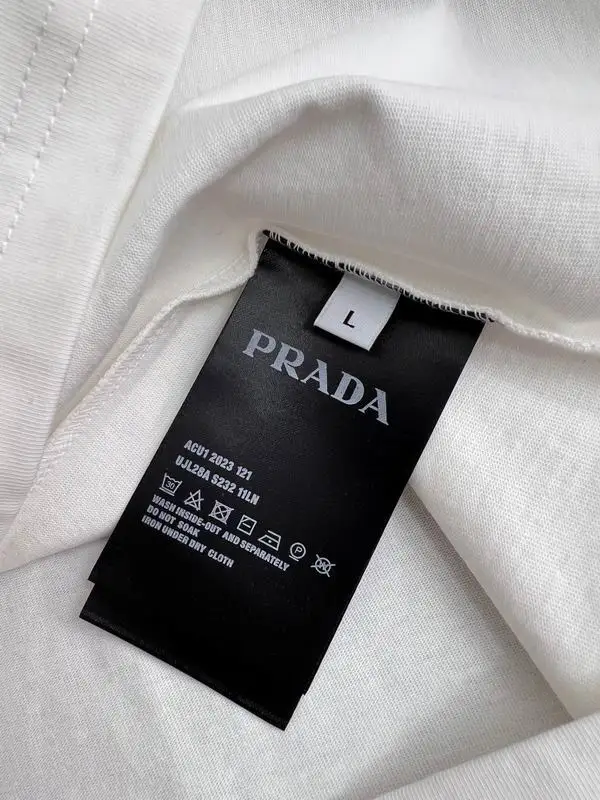 L
PRADA
ACU1 2023 121
UJL28A S232 11LN
30
P
W
WASH INSIDE-OUT AND SEPARATELY
DO NOT SOAK
IRON UNDER DRY CLOTH